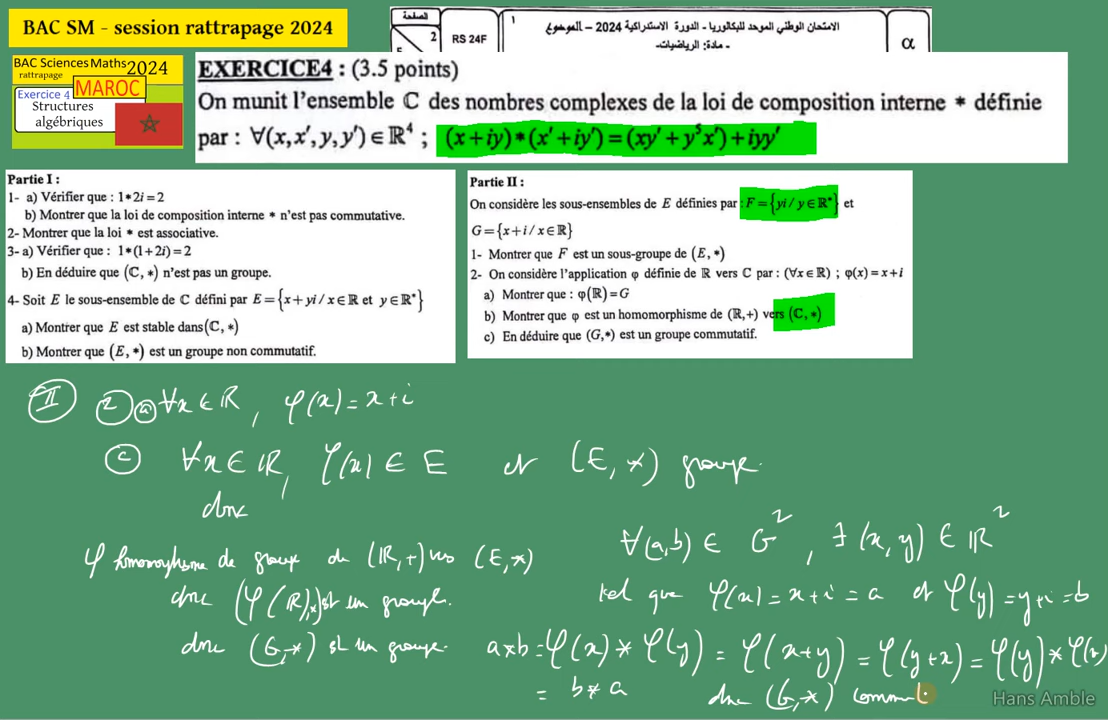 BAC SM - session rattrapage 2024
الصفحة
2
RS 24F
1
الامتحان الوطني الموحد للبكالوريا - الدورة الاستدراكية 2024 – الموضوع
- مادة: الرياضيات-
α
BAC Sciences Maths 2024
rattrapage
MAROC
Exercice 4
Structures
algébriques
EXERCICE4 : (3.5 points)
On munit l'ensemble ℂ des nombres complexes de la loi de composition interne * définie
par : ∀(x,x',y,y')∈ℝ⁴ ; (x+iy)*(x'+iy')=(xy'+y⁵x')+iyy'
Partie I :
1- a) Vérifier que : 1*2i=2
b) Montrer que la loi de composition interne * n'est pas commutative.
2- Montrer que la loi * est associative.
3- a) Vérifier que : 1*(1+2i)=2
b) En déduire que (ℂ,*) n'est pas un groupe.
4- Soit E le sous-ensemble de ℂ défini par E={x+yi/x∈ℝ et y∈ℝ*}
a) Montrer que E est stable dans(ℂ,*)
b) Montrer que (E,*) est un groupe non commutatif.
Partie II :
On considère les sous-ensembles de E définies par : F={yi/y∈ℝ*} et
G={x+i/x∈ℝ}
1- Montrer que F est un sous-groupe de (E,*)
2- On considère l'application φ définie de ℝ vers ℂ par : (∀x∈ℝ) ; φ(x)=x+i
a) Montrer que : φ(ℝ)=G
b) Montrer que φ est un homomorphisme de (ℝ,+) vers (ℂ,*)
c) En déduire que (G,*) est un groupe commutatif.
II 2 a ∀x∈ℝ, φ(x)=x+i
c ∀x∈ℝ, φ(x)∈E et (E,*) groupe.
donc
φ homomorphisme de groupe de (ℝ,+) vers (E,*)
donc (φ(ℝ),*) est un groupe.
donc (G,*) est un groupe.
∀(a,b)∈G², ∃(x,y)∈ℝ²
tel que φ(x)=x+i=a et φ(y)=y+i=b
a*b=φ(x)*φ(y)=φ(x+y)=φ(y+x)=φ(y)*φ(x)
= b*a donc (G,*) commut
Hans Amble